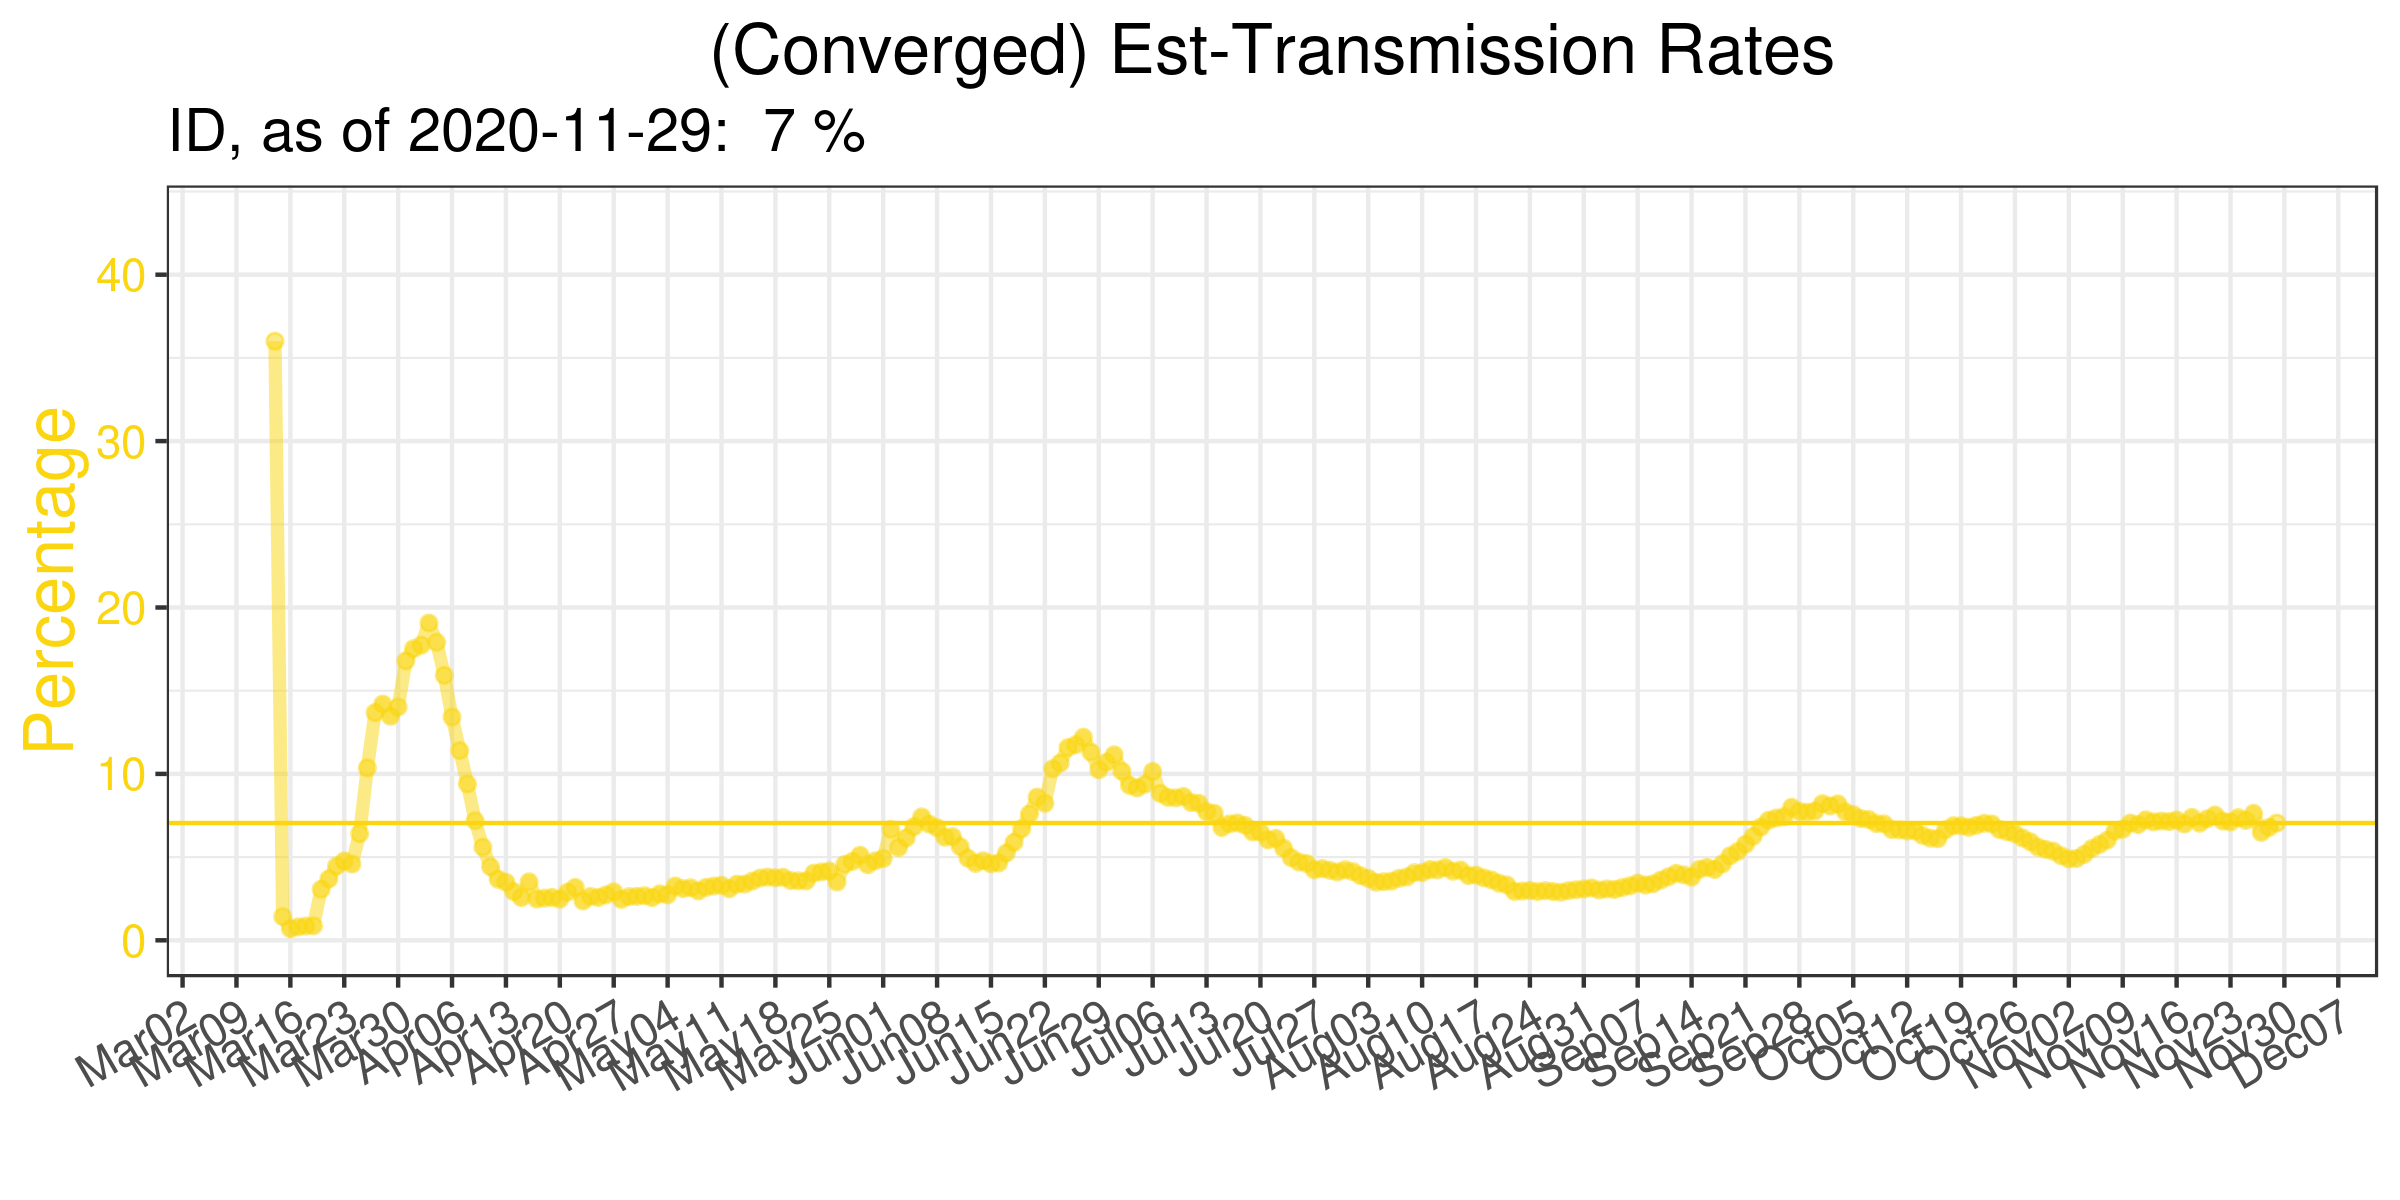 (Converged) Est-Transmission Rates
ID, as of 2020-11-29:  7 %
Percentage
40
30
20
10
0
Mar02
Mar09
Mar16
Mar23
Mar30
Apr06
Apr13
Apr20
Apr27
May04
May11
May18
May25
Jun01
Jun08
Jun15
Jun22
Jun29
Jul06
Jul13
Jul20
Jul27
Aug03
Aug10
Aug17
Aug24
Aug31
Sep07
Sep14
Sep21
Sep28
Oct05
Oct12
Oct19
Oct26
Nov02
Nov09
Nov16
Nov23
Nov30
Dec07